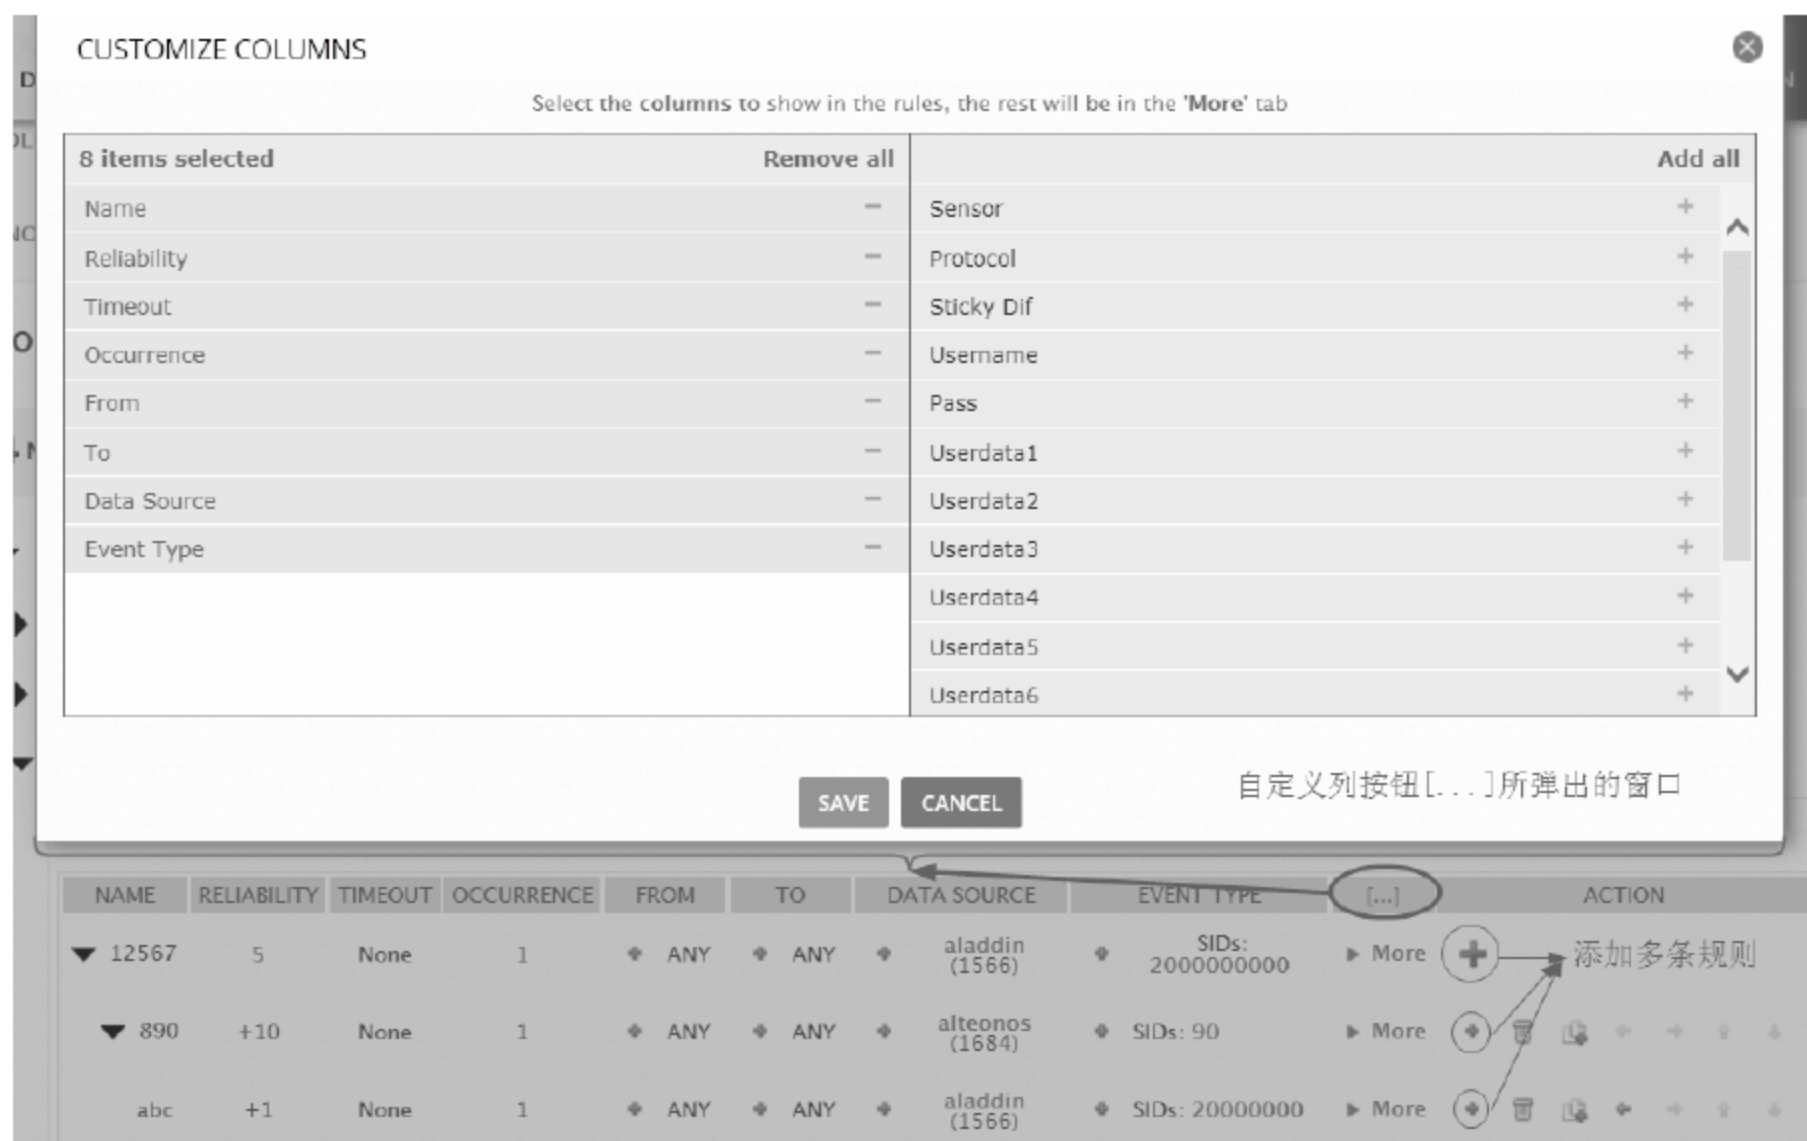 CUSTOMIZE COLUMNS
Select the columns to show in the rules, the rest will be in the 'More' tab
8 items selected Remove all Add all
Name − Sensor +
Reliability − Protocol +
Timeout − Sticky Dif +
Occurrence − Username +
From − Pass +
To − Userdata1 +
Data Source − Userdata2 +
Event Type − Userdata3 +
Userdata4 +
Userdata5 +
Userdata6 +
SAVE CANCEL
自定义列按钮[...]所弹出的窗口
NAME RELIABILITY TIMEOUT OCCURRENCE FROM TO DATA SOURCE EVENT TYPE [...] ACTION
12567 5 None 1 ANY ANY aladdin (1566) SIDs: 2000000000 More 添加多条规则
890 +10 None 1 ANY ANY alteonos (1684) SIDs: 90 More
abc +1 None 1 ANY ANY aladdin (1566) SIDs: 20000000 More